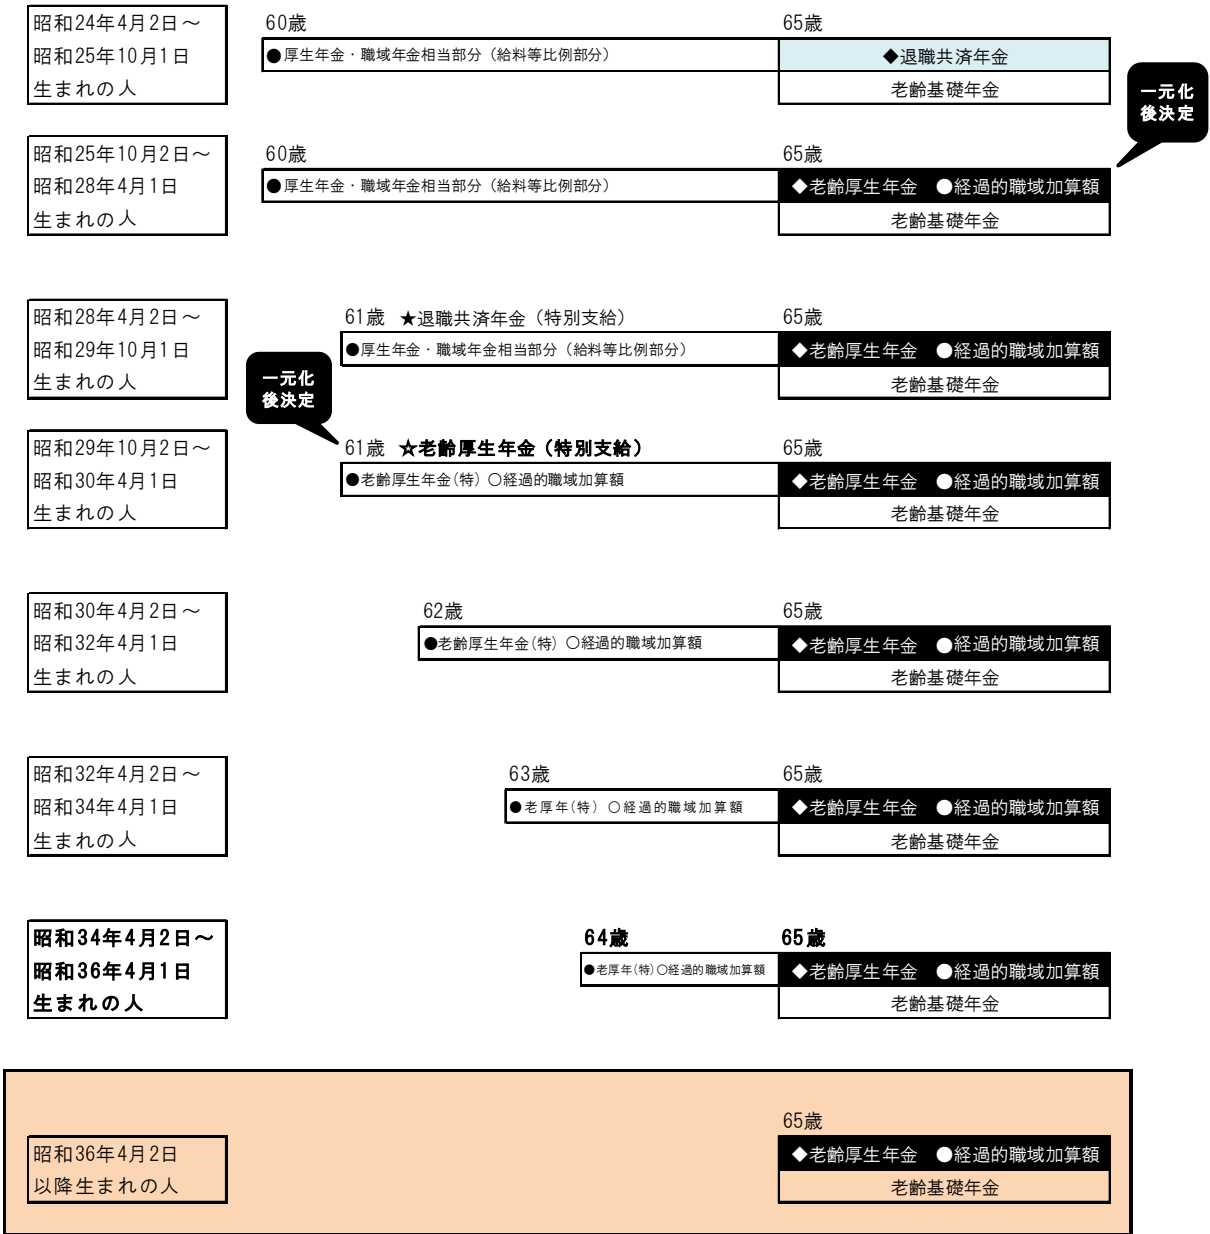 昭和24年4月2日～
昭和25年10月1日
生まれの人
60歳
65歳
●厚生年金・職域年金相当部分（給料等比例部分）
◆退職共済年金
老齢基礎年金
一元化
後決定
昭和25年10月2日～
昭和28年4月1日
生まれの人
60歳
65歳
●厚生年金・職域年金相当部分（給料等比例部分）
◆老齢厚生年金 ●経過的職域加算額
老齢基礎年金
昭和28年4月2日～
昭和29年10月1日
生まれの人
61歳 ★退職共済年金（特別支給）
65歳
●厚生年金・職域年金相当部分（給料等比例部分）
◆老齢厚生年金 ●経過的職域加算額
老齢基礎年金
一元化
後決定
昭和29年10月2日～
昭和30年4月1日
生まれの人
61歳 ☆老齢厚生年金（特別支給）
65歳
●老齢厚生年金(特) 〇経過的職域加算額
◆老齢厚生年金 ●経過的職域加算額
老齢基礎年金
昭和30年4月2日～
昭和32年4月1日
生まれの人
62歳
65歳
●老齢厚生年金(特) 〇経過的職域加算額
◆老齢厚生年金 ●経過的職域加算額
老齢基礎年金
昭和32年4月2日～
昭和34年4月1日
生まれの人
63歳
65歳
●老厚年(特) 〇経過的職域加算額
◆老齢厚生年金 ●経過的職域加算額
老齢基礎年金
昭和34年4月2日～
昭和36年4月1日
生まれの人
64歳
65歳
●老厚年(特)〇経過的職域加算額
◆老齢厚生年金 ●経過的職域加算額
老齢基礎年金
昭和36年4月2日
以降生まれの人
65歳
◆老齢厚生年金 ●経過的職域加算額
老齢基礎年金